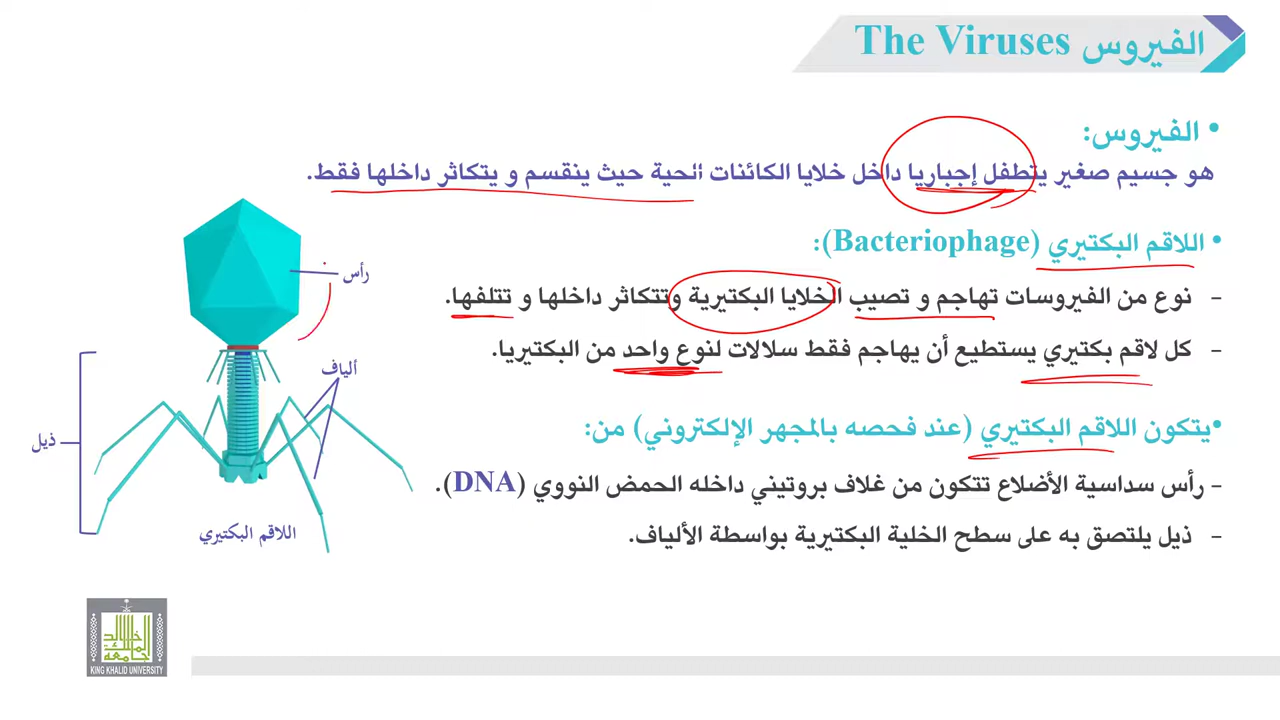 الفيروس The Viruses
• الفيروس:
هو جسيم صغير يتطفل إجباريا داخل خلايا الكائنات الحية حيث ينقسم و يتكاثر داخلها فقط.
• اللاقم البكتيري (Bacteriophage):
- نوع من الفيروسات تهاجم و تصيب الخلايا البكتيرية وتتكاثر داخلها و تتلفها.
- كل لاقم بكتيري يستطيع أن يهاجم فقط سلالات لنوع واحد من البكتيريا.
• يتكون اللاقم البكتيري (عند فحصه بالمجهر الإلكتروني) من:
- رأس سداسية الأضلاع تتكون من غلاف بروتيني داخله الحمض النووي (DNA).
- ذيل يلتصق به على سطح الخلية البكتيرية بواسطة الألياف.
رأس
ألياف
ذيل
اللاقم البكتيري
جامعة الملك خالد
KING KHALID UNIVERSITY